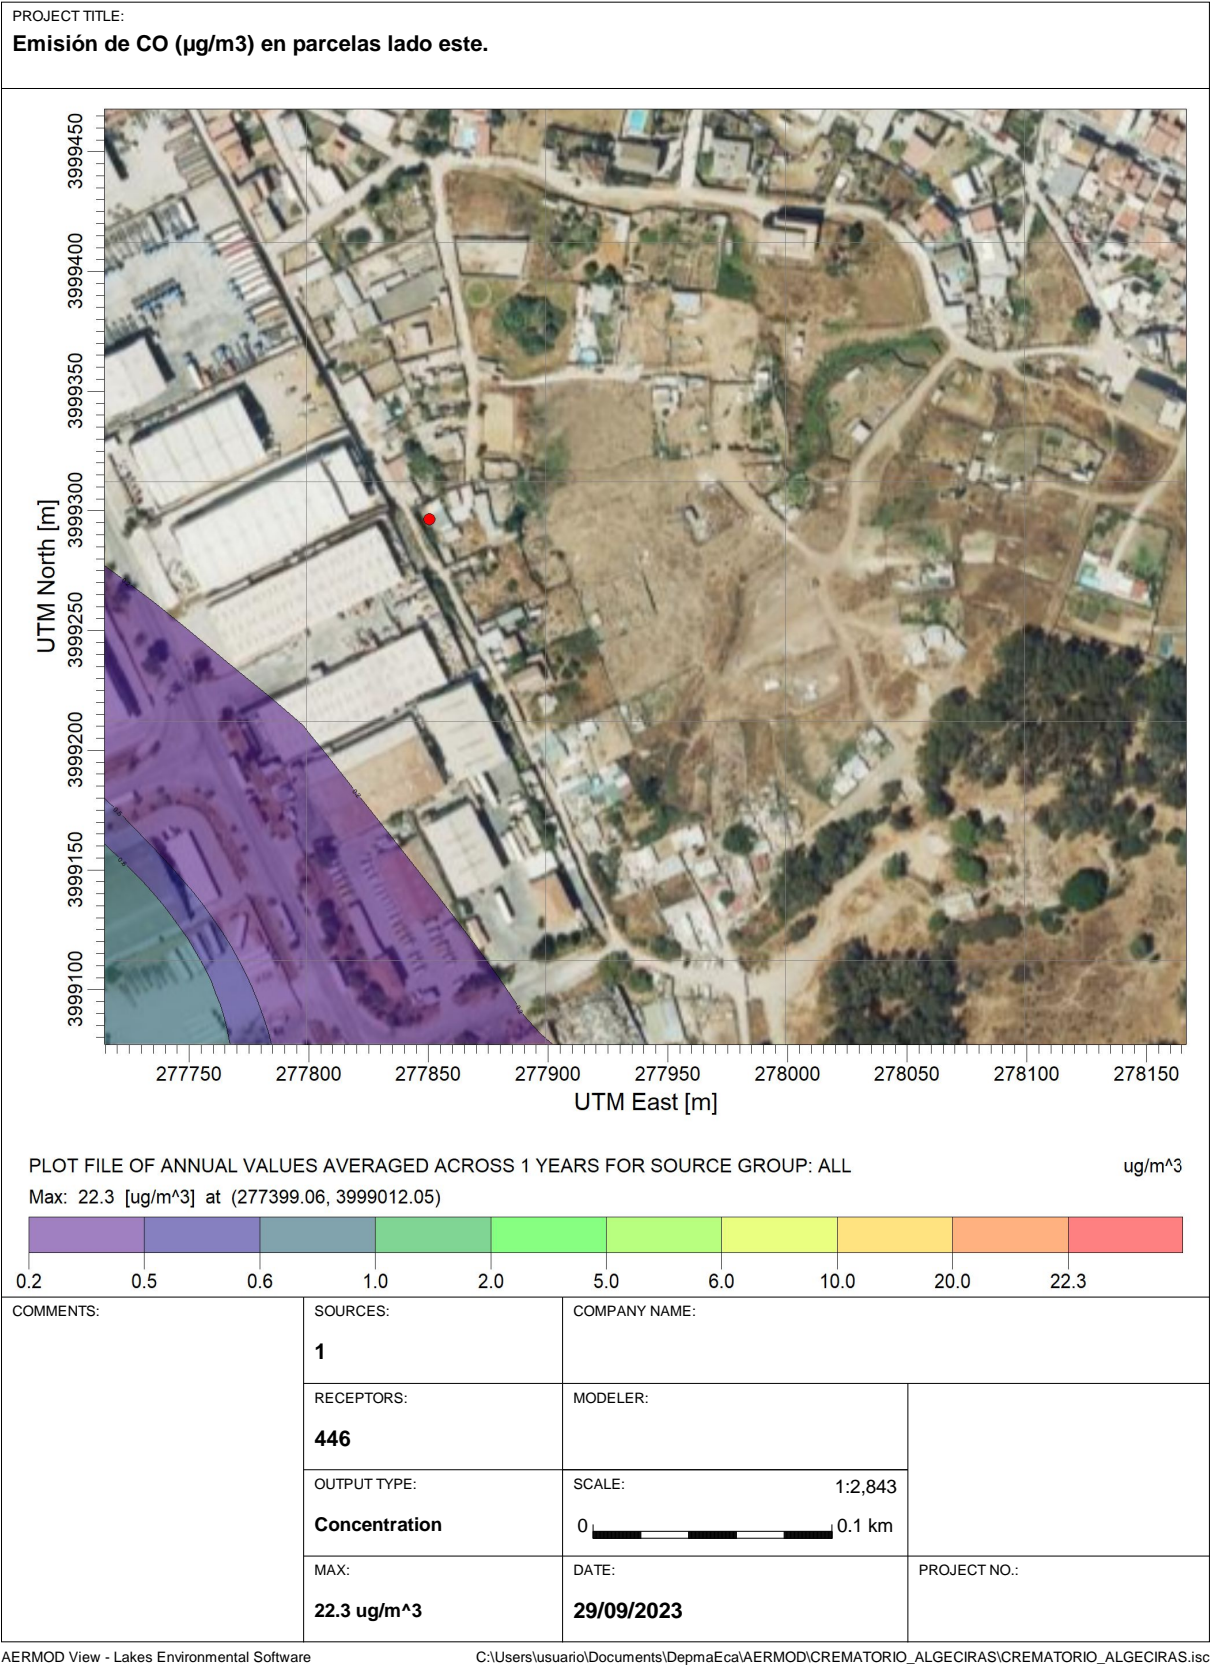 PROJECT TITLE:
Emisión de CO (µg/m3) en parcelas lado este.
UTM North [m]
3999450
3999400
3999350
3999300
3999250
3999200
3999150
3999100
277750 277800 277850 277900 277950 278000 278050 278100 278150
UTM East [m]
PLOT FILE OF ANNUAL VALUES AVERAGED ACROSS 1 YEARS FOR SOURCE GROUP: ALL ug/m^3
Max: 22.3 [ug/m^3] at (277399.06, 3999012.05)
0.2 0.5 0.6 1.0 2.0 5.0 6.0 10.0 20.0 22.3
COMMENTS:
SOURCES:
1
COMPANY NAME:
RECEPTORS:
446
MODELER:
OUTPUT TYPE:
Concentration
SCALE: 1:2,843
0 0.1 km
MAX:
22.3 ug/m^3
DATE:
29/09/2023
PROJECT NO.:
AERMOD View - Lakes Environmental Software C:\Users\usuario\Documents\DepmaEca\AERMOD\CREMATORIO_ALGECIRAS\CREMATORIO_ALGECIRAS.isc